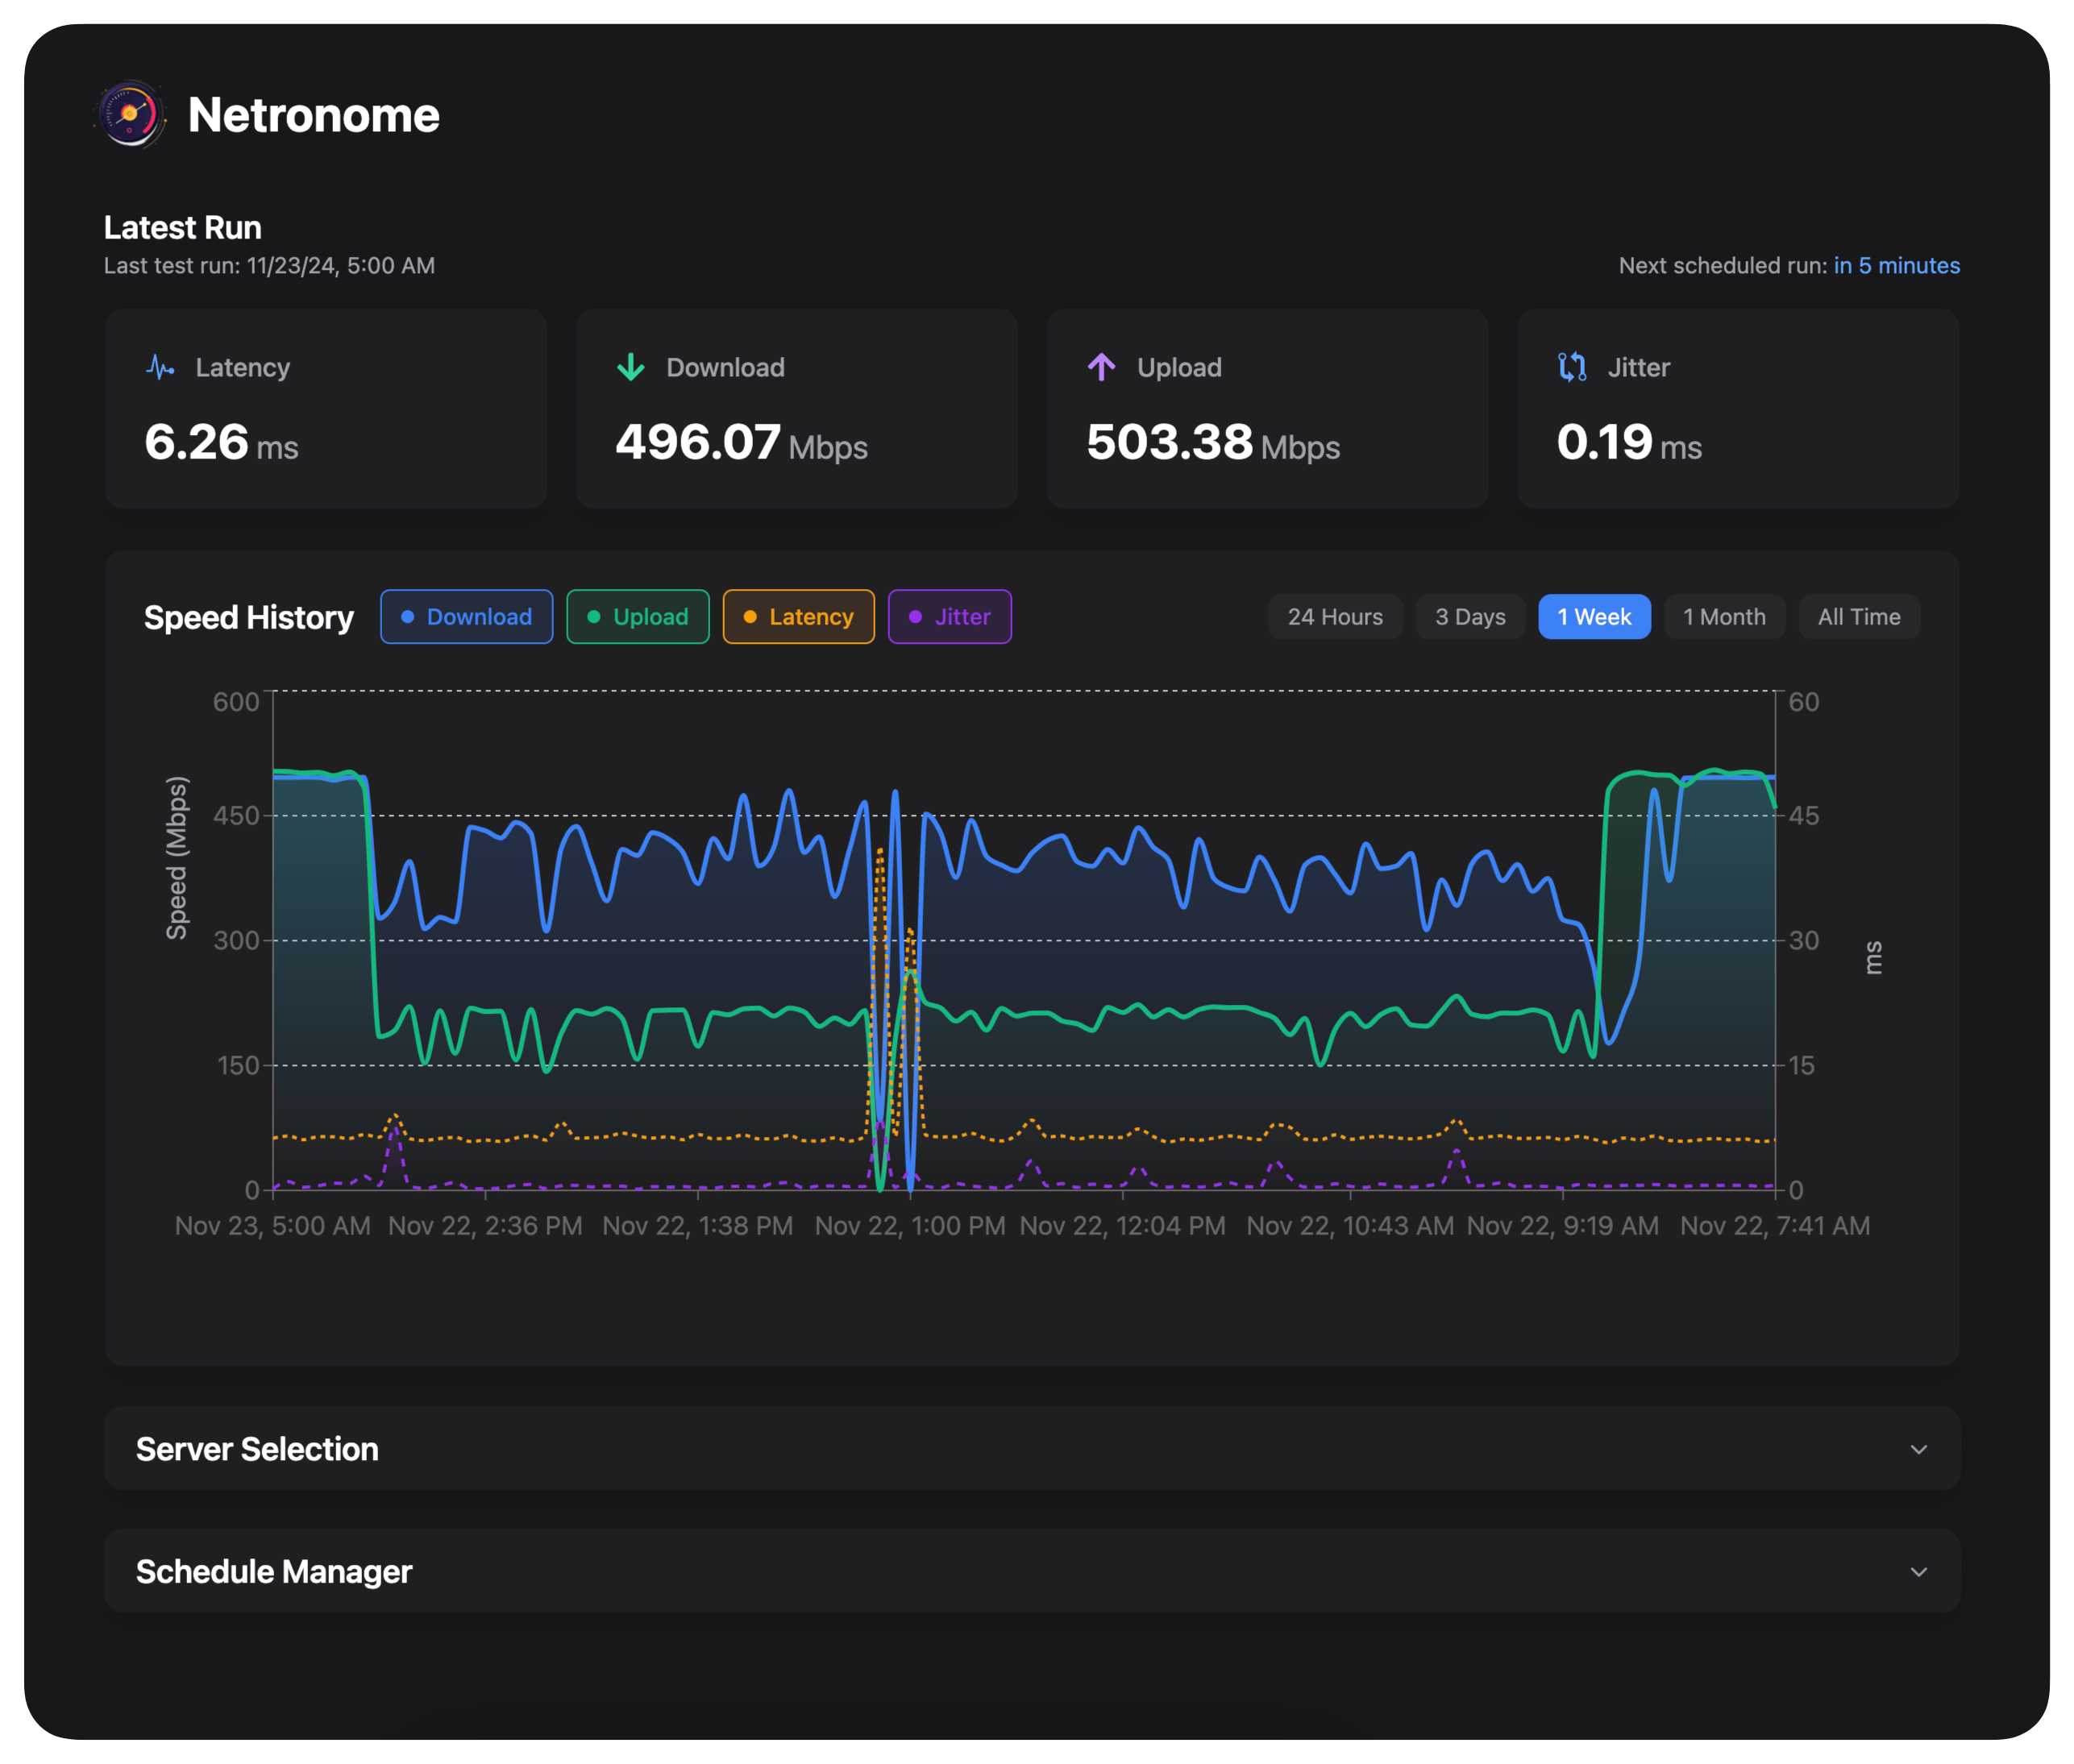 Netronome
Latest Run
Last test run: 11/23/24, 5:00 AM
Next scheduled run: in 5 minutes
Latency
6.26 ms
Download
496.07 Mbps
Upload
503.38 Mbps
Jitter
0.19 ms
Speed History
Download
Upload
Latency
Jitter
24 Hours
3 Days
1 Week
1 Month
All Time
Speed (Mbps)
600
450
300
150
0
60
45
30
15
0
ms
Nov 23, 5:00 AM
Nov 22, 2:36 PM
Nov 22, 1:38 PM
Nov 22, 1:00 PM
Nov 22, 12:04 PM
Nov 22, 10:43 AM
Nov 22, 9:19 AM
Nov 22, 7:41 AM
Server Selection
Schedule Manager